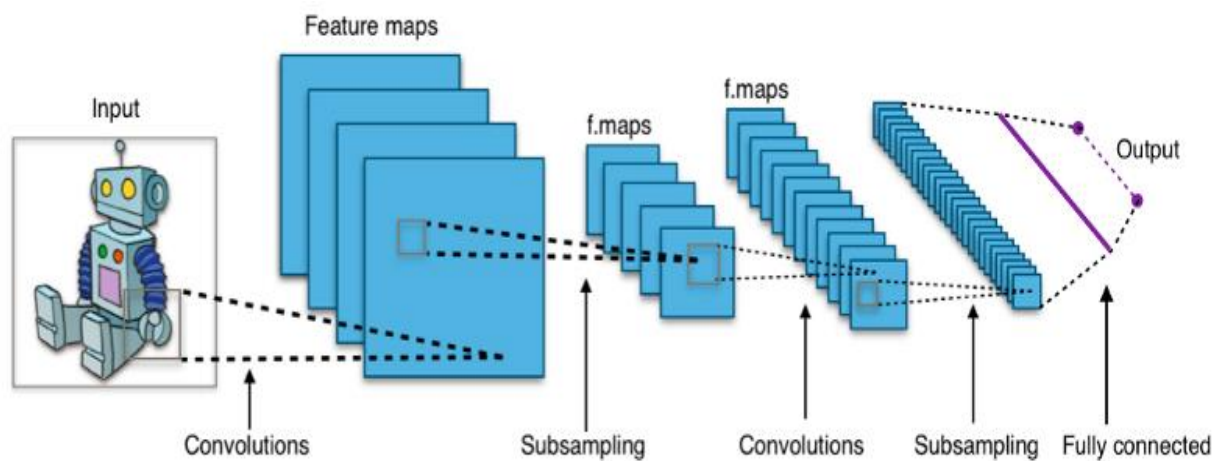 Feature maps
Input
f.maps
f.maps
Output
Convolutions
Subsampling
Convolutions
Subsampling
Fully connected